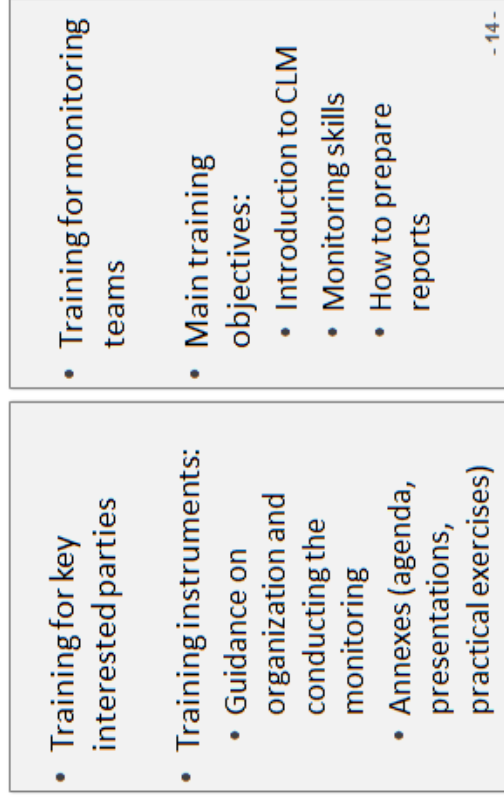 • Training for key
interested parties
• Training instruments:
• Guidance on
organization and
conducting the
monitoring
• Annexes (agenda,
presentations,
practical exercises)
• Training for monitoring
teams
• Main training
objectives:
• Introduction to CLM
• Monitoring skills
• How to prepare
reports
- 14 -